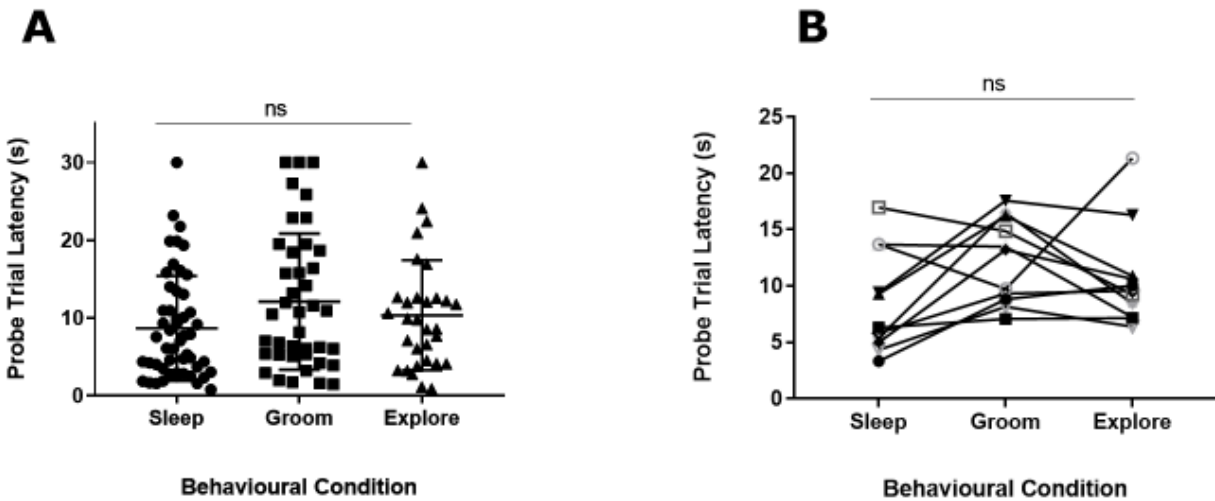 A
ns
Probe Trial Latency (s)
30
20
10
0
Sleep Groom Explore
Behavioural Condition
B
ns
Probe Trial Latency (s)
25
20
15
10
5
0
Sleep Groom Explore
Behavioural Condition